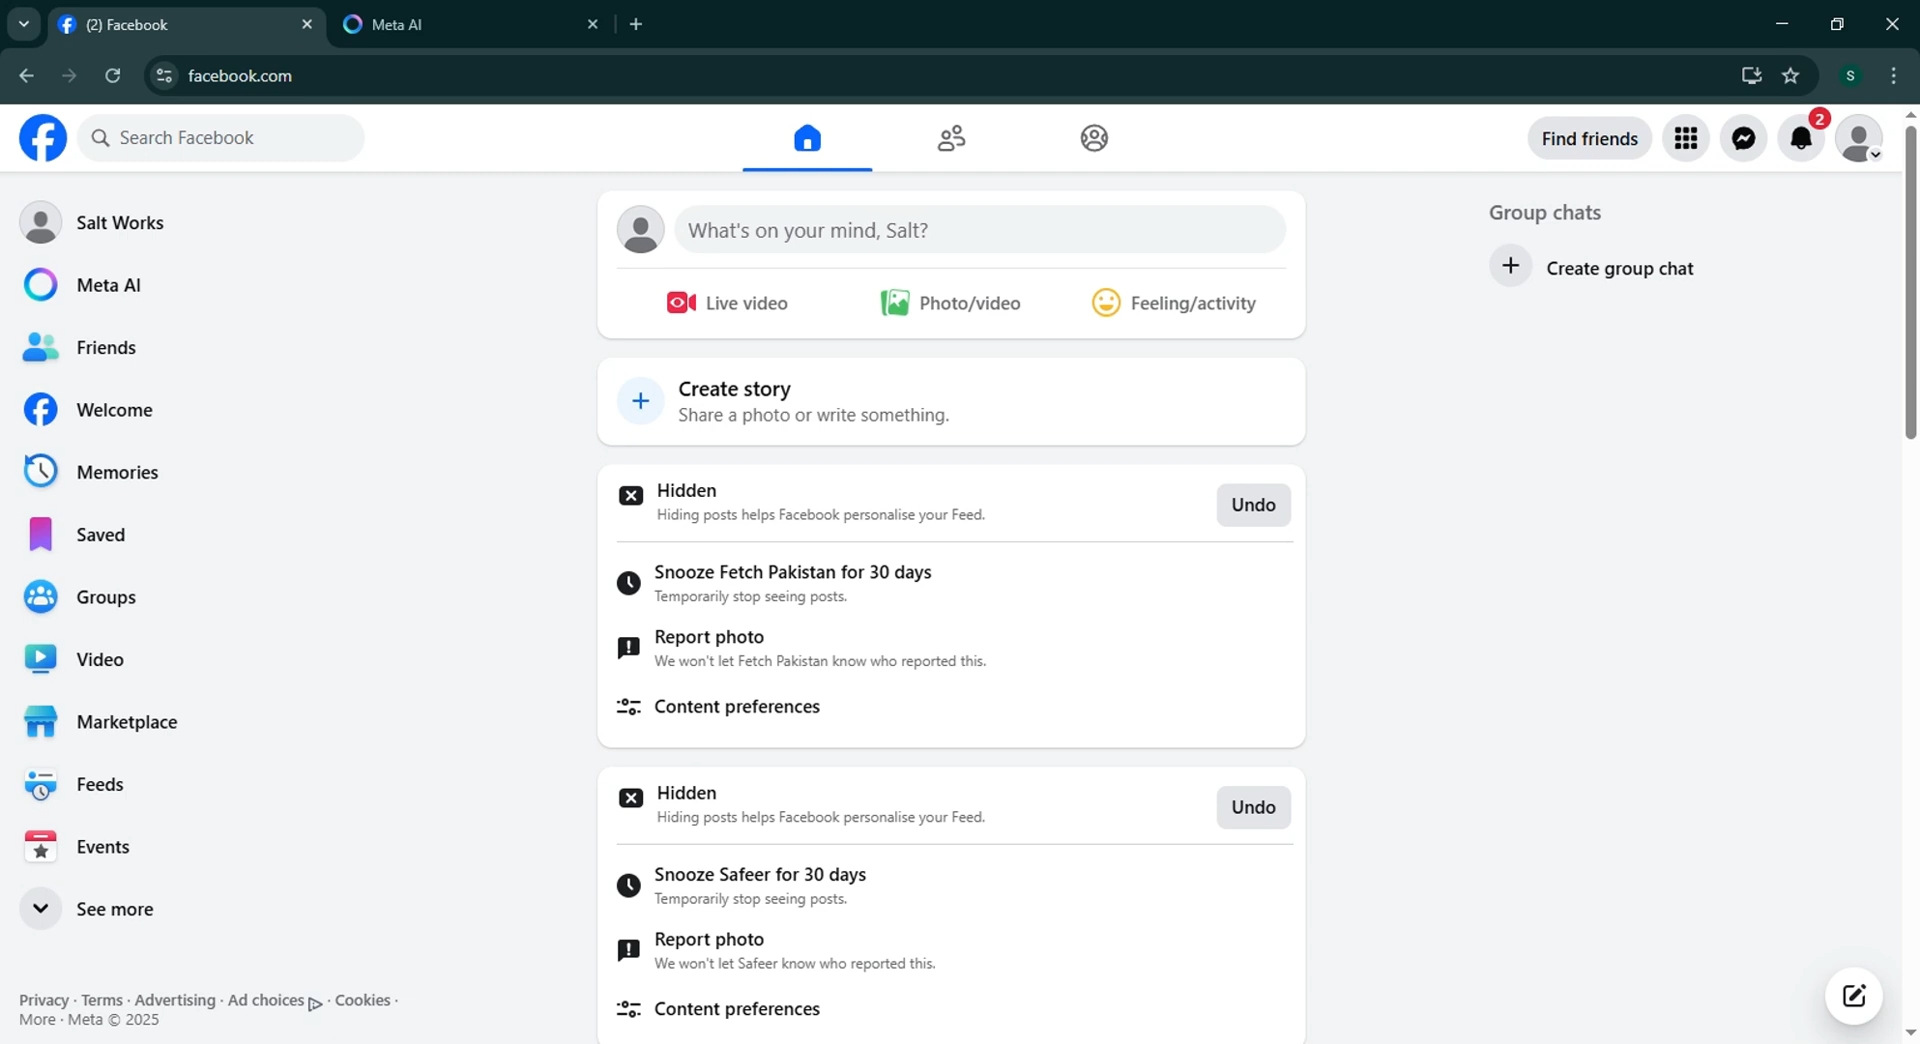 (2) Facebook
Meta AI
facebook.com
S
Search Facebook
Find friends
2
Salt Works
Meta AI
Friends
Welcome
Memories
Saved
Groups
Video
Marketplace
Feeds
Events
See more
Privacy · Terms · Advertising · Ad choices · Cookies ·
More · Meta © 2025
What's on your mind, Salt?
Live video
Photo/video
Feeling/activity
Create story
Share a photo or write something.
Hidden
Hiding posts helps Facebook personalise your Feed.
Undo
Snooze Fetch Pakistan for 30 days
Temporarily stop seeing posts.
Report photo
We won't let Fetch Pakistan know who reported this.
Content preferences
Hidden
Hiding posts helps Facebook personalise your Feed.
Undo
Snooze Safeer for 30 days
Temporarily stop seeing posts.
Report photo
We won't let Safeer know who reported this.
Content preferences
Group chats
Create group chat